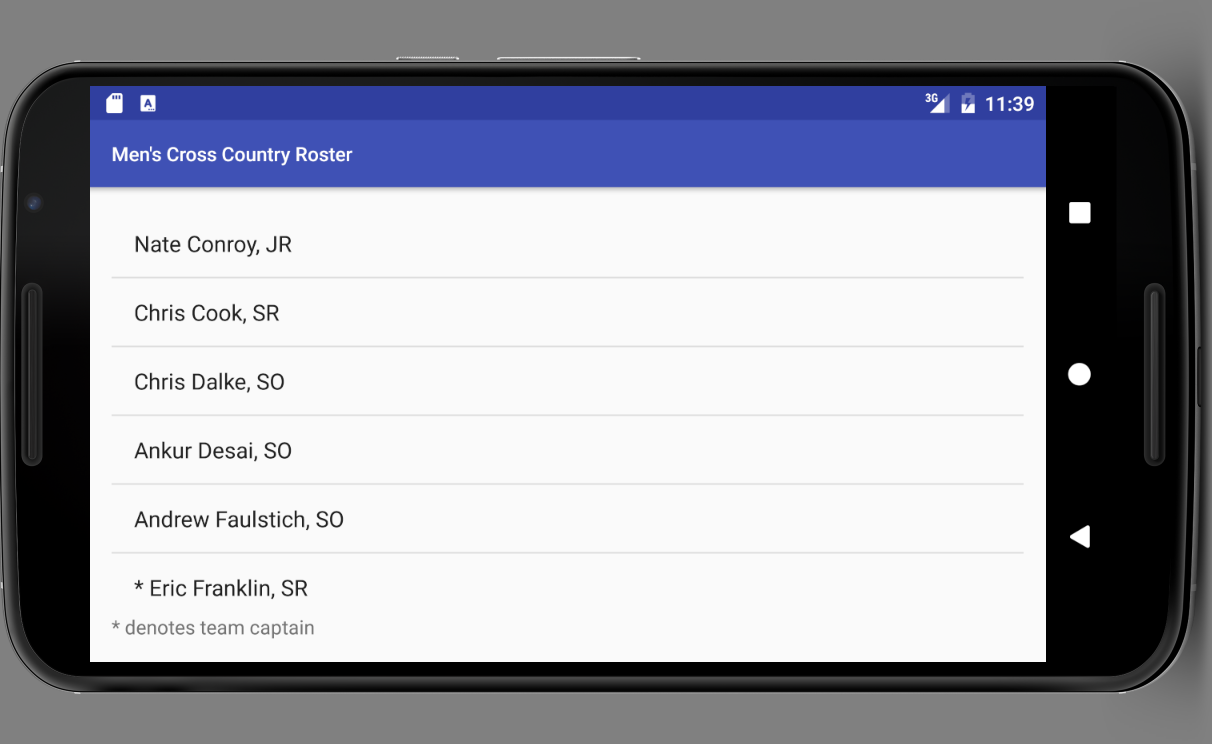 3G 11:39
Men's Cross Country Roster
Nate Conroy, JR
Chris Cook, SR
Chris Dalke, SO
Ankur Desai, SO
Andrew Faulstich, SO
* Eric Franklin, SR
* denotes team captain